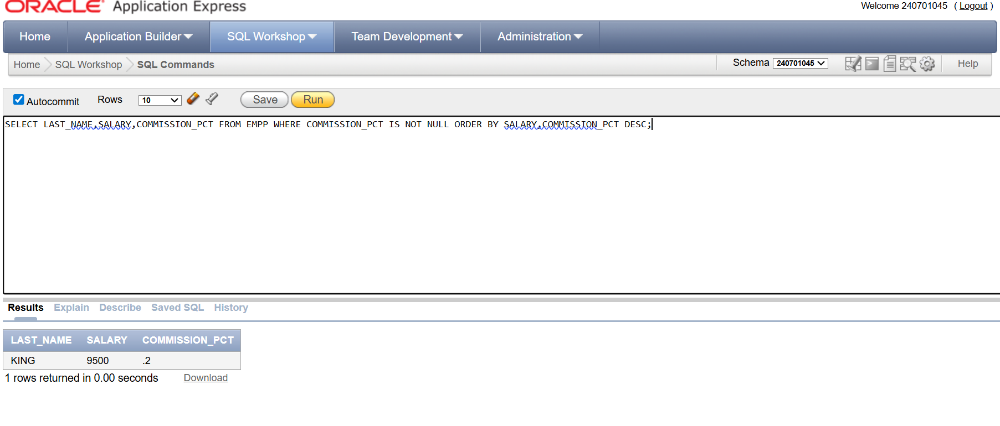 ORACLE® Application Express
Welcome 240701045 ( Logout )
Home Application Builder SQL Workshop Team Development Administration
Home SQL Workshop SQL Commands Schema 240701045 Help
Autocommit Rows 10 Save Run
SELECT LAST_NAME,SALARY,COMMISSION_PCT FROM EMPP WHERE COMMISSION_PCT IS NOT NULL ORDER BY SALARY,COMMISSION_PCT DESC;
Results Explain Describe Saved SQL History
LAST_NAME SALARY COMMISSION_PCT
KING 9500 .2
1 rows returned in 0.00 seconds Download